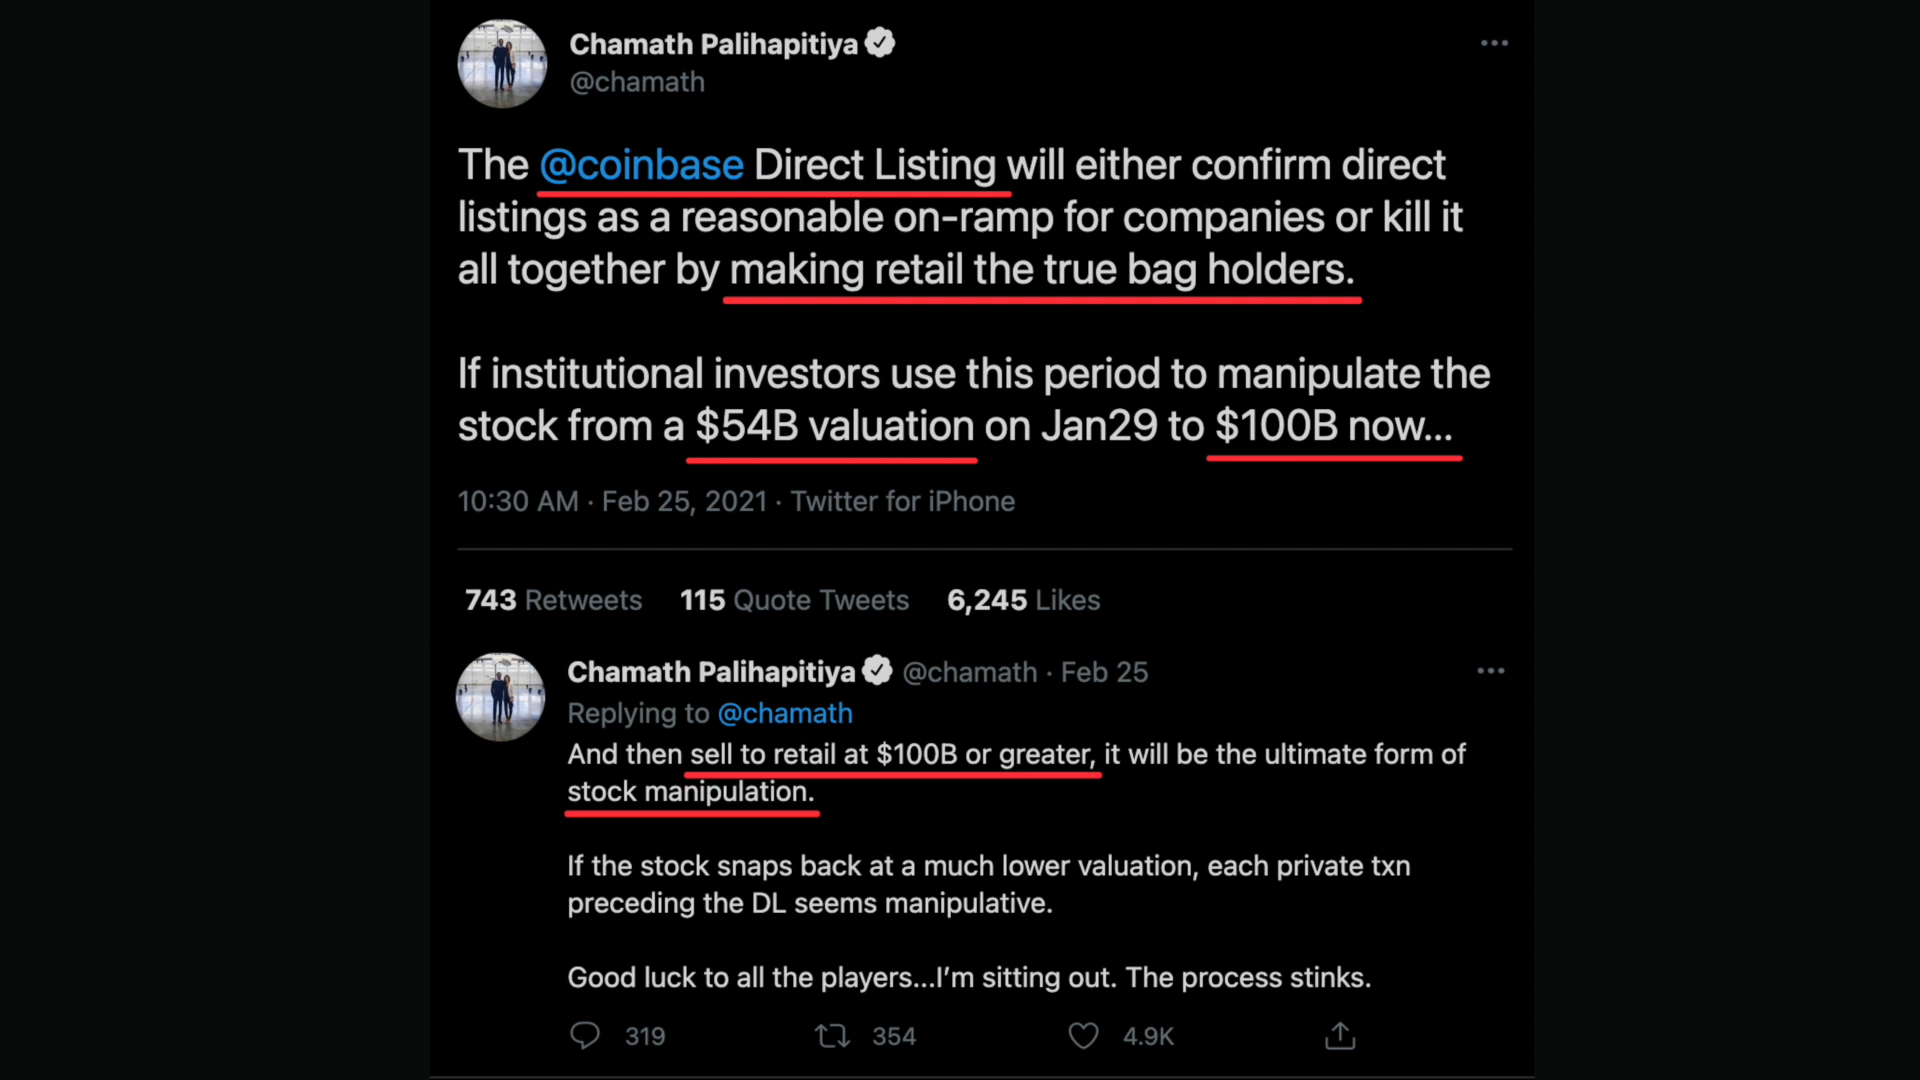 Chamath Palihapitiya
@chamath
The @coinbase Direct Listing will either confirm direct
listings as a reasonable on-ramp for companies or kill it
all together by making retail the true bag holders.
If institutional investors use this period to manipulate the
stock from a $54B valuation on Jan29 to $100B now...
10:30 AM · Feb 25, 2021 · Twitter for iPhone
743 Retweets 115 Quote Tweets 6,245 Likes
Chamath Palihapitiya @chamath · Feb 25
Replying to @chamath
And then sell to retail at $100B or greater, it will be the ultimate form of
stock manipulation.
If the stock snaps back at a much lower valuation, each private txn
preceding the DL seems manipulative.
Good luck to all the players...I’m sitting out. The process stinks.
319 354 4.9K